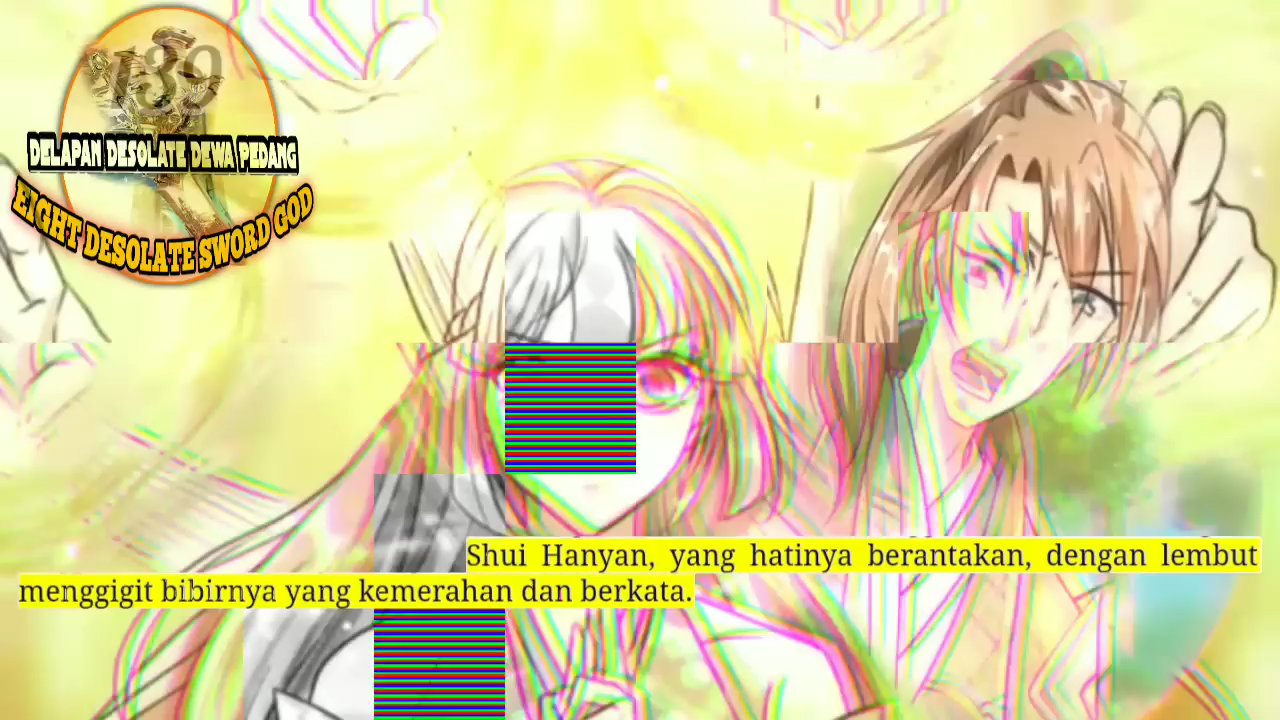 139
DELAPAN DESOLATE DEWA PEDANG
EIGHT DESOLATE SWORD GOD
Shui Hanyan, yang hatinya berantakan, dengan lembut
menggigit bibirnya yang kemerahan dan berkata.